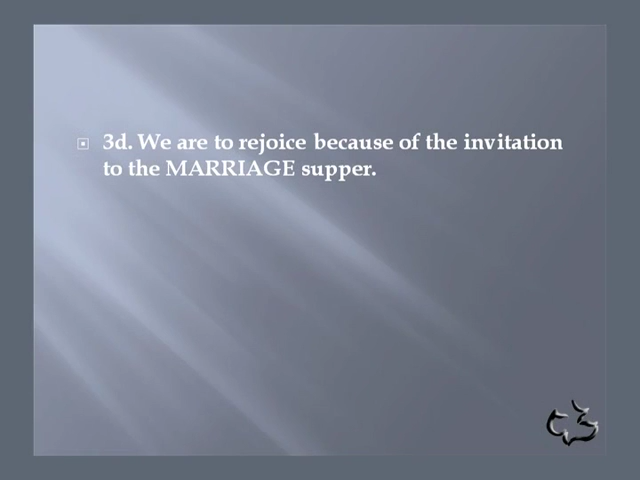 3d. We are to rejoice because of the invitation
to the MARRIAGE supper.